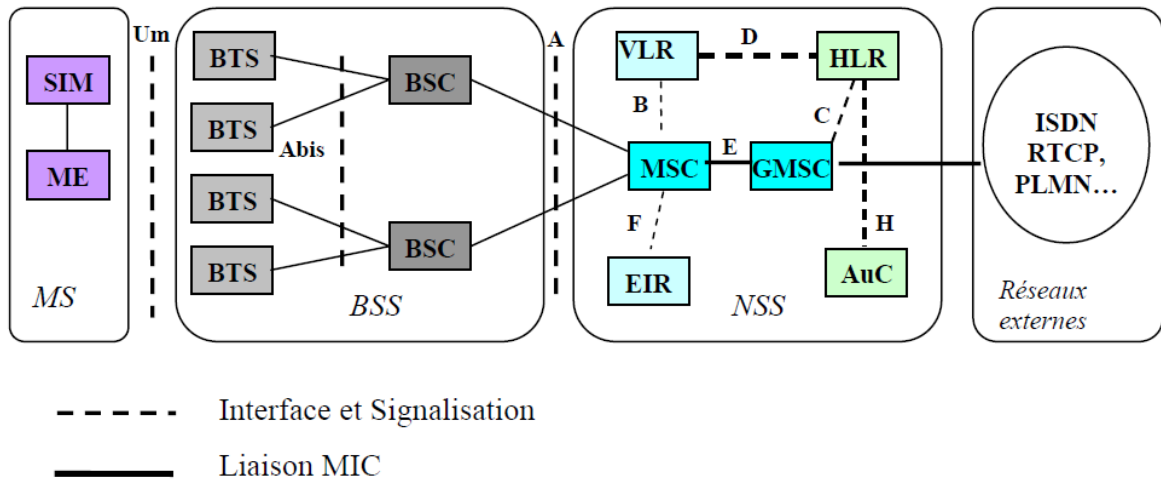 Um
A
SIM
ME
MS
BTS
BTS
BTS
BTS
Abis
BSC
BSC
BSS
VLR
D
HLR
B
C
E
MSC
GMSC
F
H
EIR
AuC
NSS
ISDN
RTCP,
PLMN…
Réseaux
externes
Interface et Signalisation
Liaison MIC